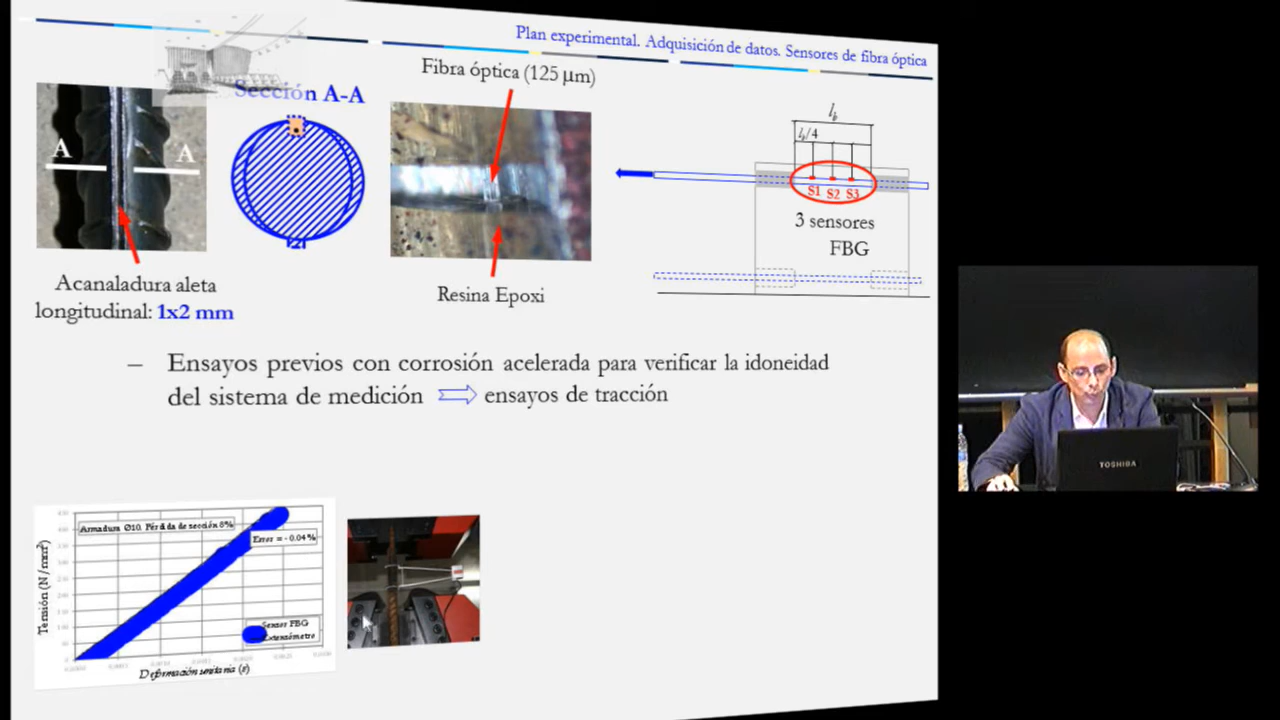 Plan experimental. Adquisición de datos. Sensores de fibra óptica
Fibra óptica (125 μm)
Sección A-A
A
A
l_b
l_b/4
S1 S2 S3
3 sensores
FBG
Acanaladura aleta
longitudinal: 1x2 mm
Resina Epoxi
– Ensayos previos con corrosión acelerada para verificar la idoneidad
del sistema de medición ⇨ ensayos de tracción
Armadura Ø10. Pérdida de sección 8%
Error = - 0.04%
Tensión (N/mm²)
Sensor FBG
Extensómetro
Deformación unitaria (ε)
TOSHIBA